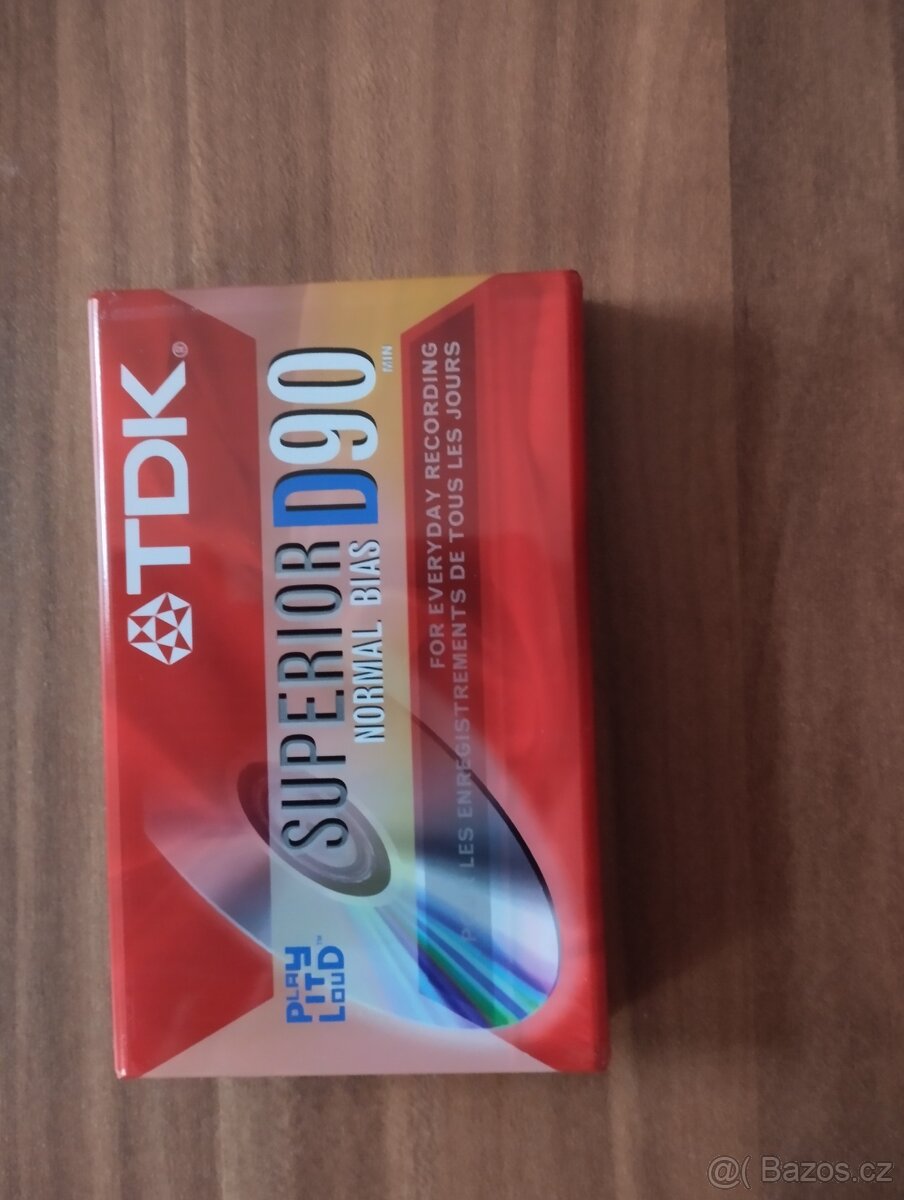 TDK®
SUPERIOR D90 MIN
NORMAL BIAS
FOR EVERYDAY RECORDING
LES ENREGISTREMENTS DE TOUS LES JOURS
PLAY
IT
LOUD™
@( Bazos.cz